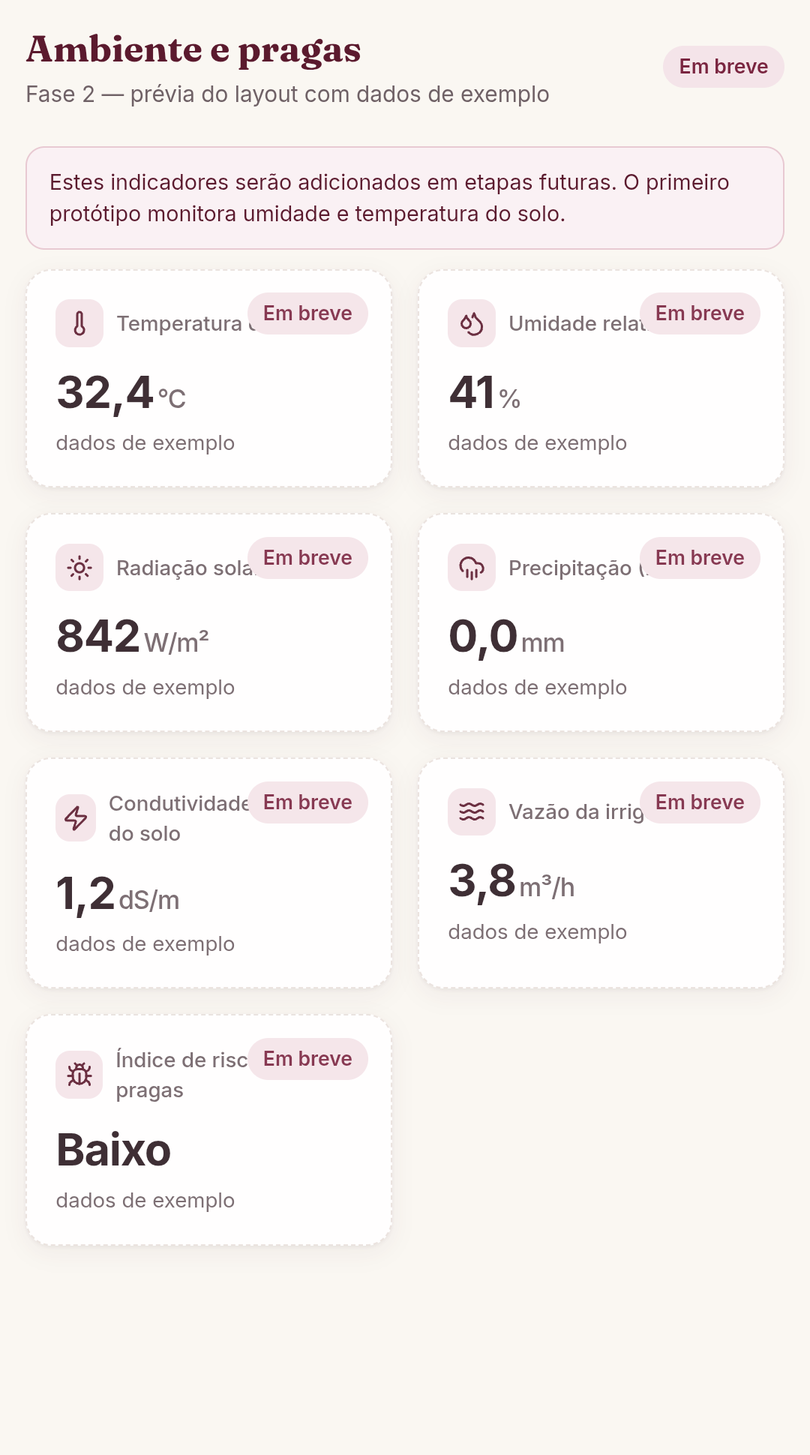 Ambiente e pragas
Em breve
Fase 2 — prévia do layout com dados de exemplo
Estes indicadores serão adicionados em etapas futuras. O primeiro
protótipo monitora umidade e temperatura do solo.
Temperatura
Em breve
32,4 °C
dados de exemplo
Umidade
Em breve
41 %
dados de exemplo
Radiação
Em breve
842 W/m²
dados de exemplo
Precipitação
Em breve
0,0 mm
dados de exemplo
Condutividade
Em breve
do solo
1,2 dS/m
dados de exemplo
Vazão da
Em breve
3,8 m³/h
dados de exemplo
Índice de
Em breve
pragas
Baixo
dados de exemplo